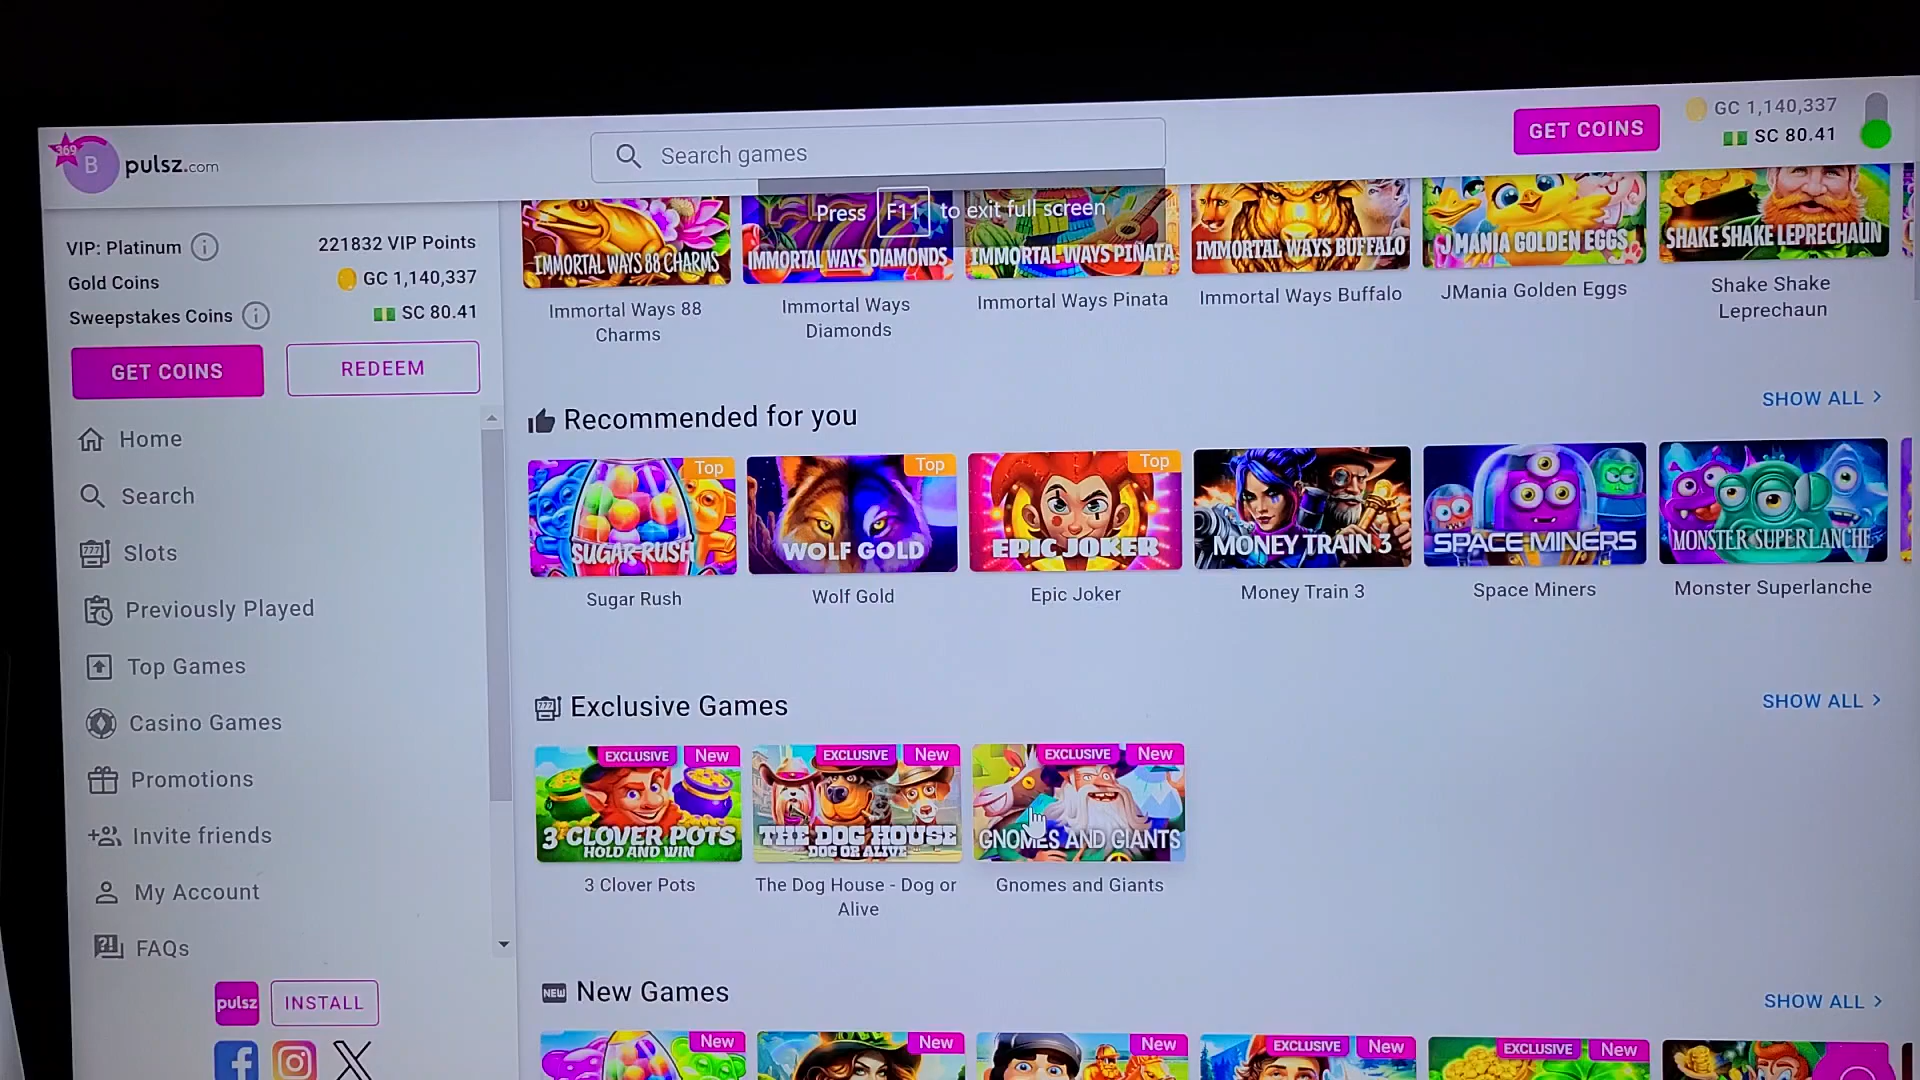 369
B
pulsz.com
Search games
GET COINS
GC 1,140,337
SC 80.41
Press F11 to exit full screen
VIP: Platinum
221832 VIP Points
Gold Coins
GC 1,140,337
Sweepstakes Coins
SC 80.41
GET COINS
REDEEM
Home
Search
Slots
Previously Played
Top Games
Casino Games
Promotions
Invite friends
My Account
FAQs
pulsz
INSTALL
IMMORTAL WAYS 88 CHARMS
IMMORTAL WAYS DIAMONDS
IMMORTAL WAYS PIÑATA
IMMORTAL WAYS BUFFALO
JMANIA GOLDEN EGGS
SHAKE SHAKE LEPRECHAUN
Immortal Ways 88
Charms
Immortal Ways
Diamonds
Immortal Ways Pinata
Immortal Ways Buffalo
JMania Golden Eggs
Shake Shake
Leprechaun
Recommended for you
SHOW ALL
Top
SUGAR RUSH
Top
WOLF GOLD
Top
EPIC JOKER
MONEY TRAIN 3
SPACE MINERS
MONSTER SUPERLANCHE
Sugar Rush
Wolf Gold
Epic Joker
Money Train 3
Space Miners
Monster Superlanche
777
Exclusive Games
SHOW ALL
EXCLUSIVE New
3 CLOVER POTS
HOLD AND WIN
EXCLUSIVE New
THE DOG HOUSE
DOG OR ALIVE
EXCLUSIVE New
GNOMES AND GIANTS
3 Clover Pots
The Dog House - Dog or
Alive
Gnomes and Giants
NEW
New Games
SHOW ALL
New
New
New
EXCLUSIVE New
EXCLUSIVE New